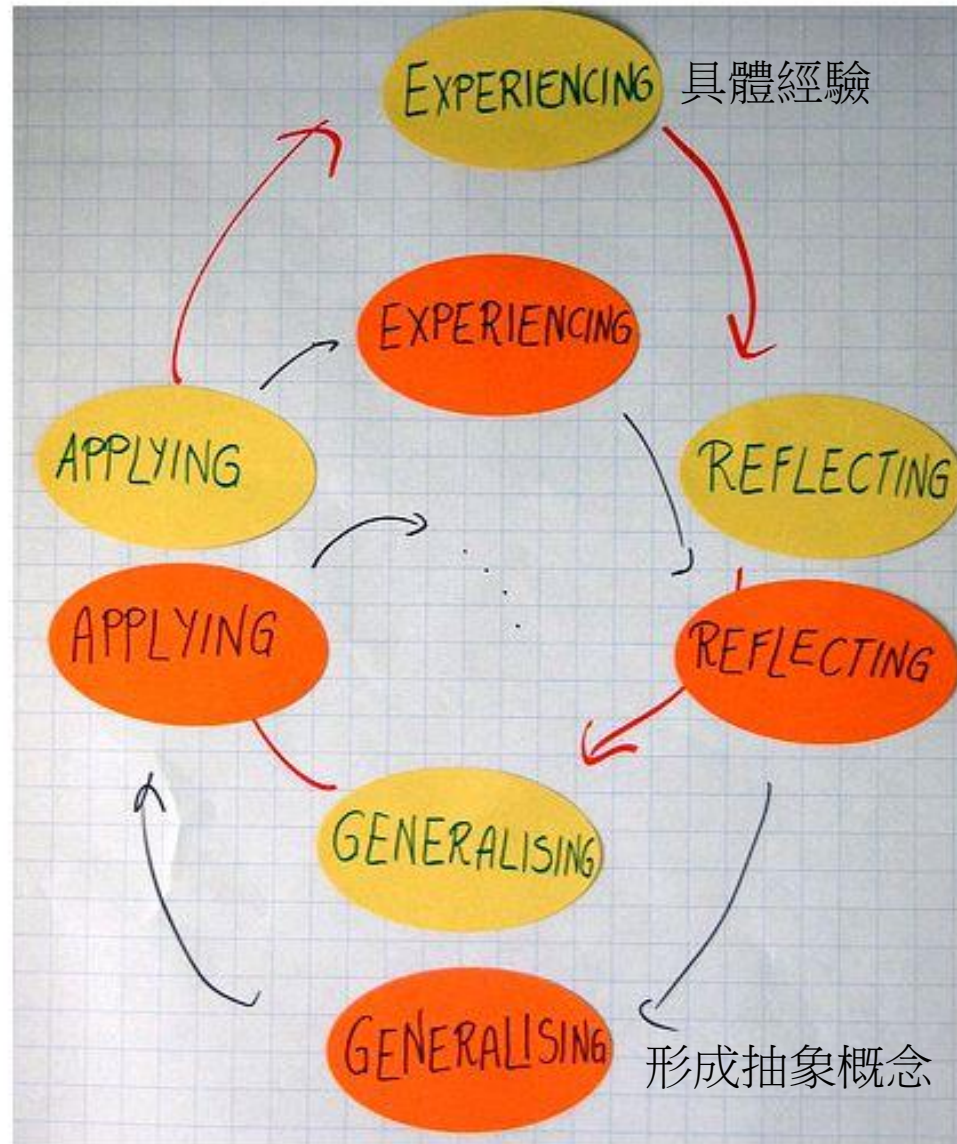 EXPERIENCING 具體經驗
EXPERIENCING
APPLYING
REFLECTING
APPLYING
REFLECTING
GENERALISING
GENERALISING
形成抽象概念